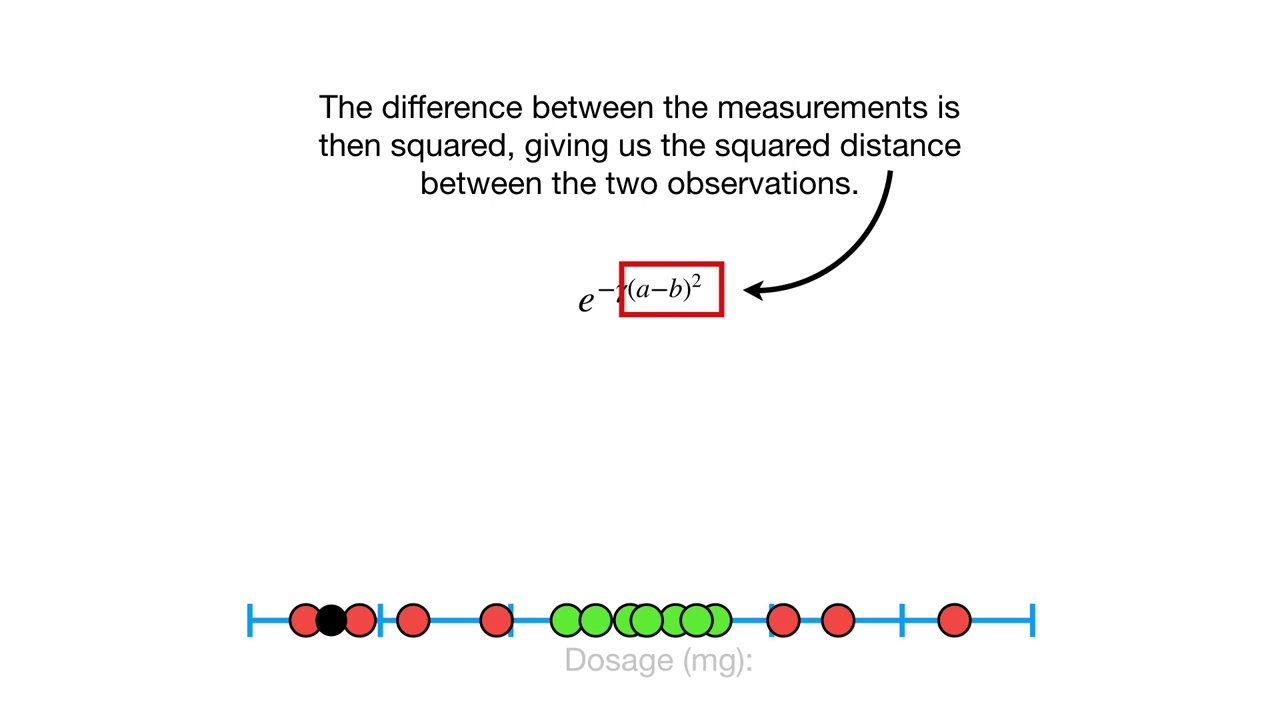 The difference between the measurements is
then squared, giving us the squared distance
between the two observations.
e^−γ(a−b)²
Dosage (mg):